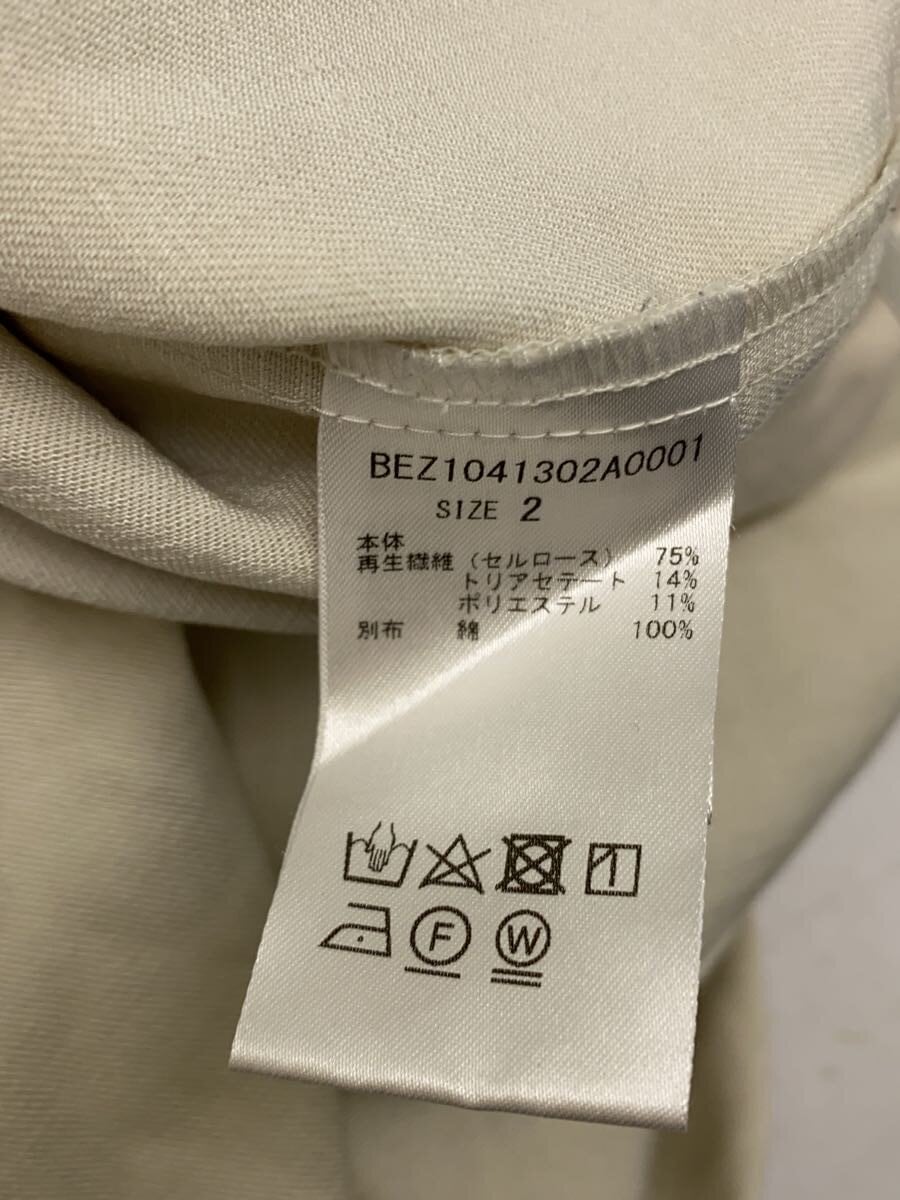 BEZ1041302A0001
SIZE 2
本体
再生繊維（セルロース） 75%
トリアセテート 14%
ポリエステル 11%
別布 綿 100%
F W